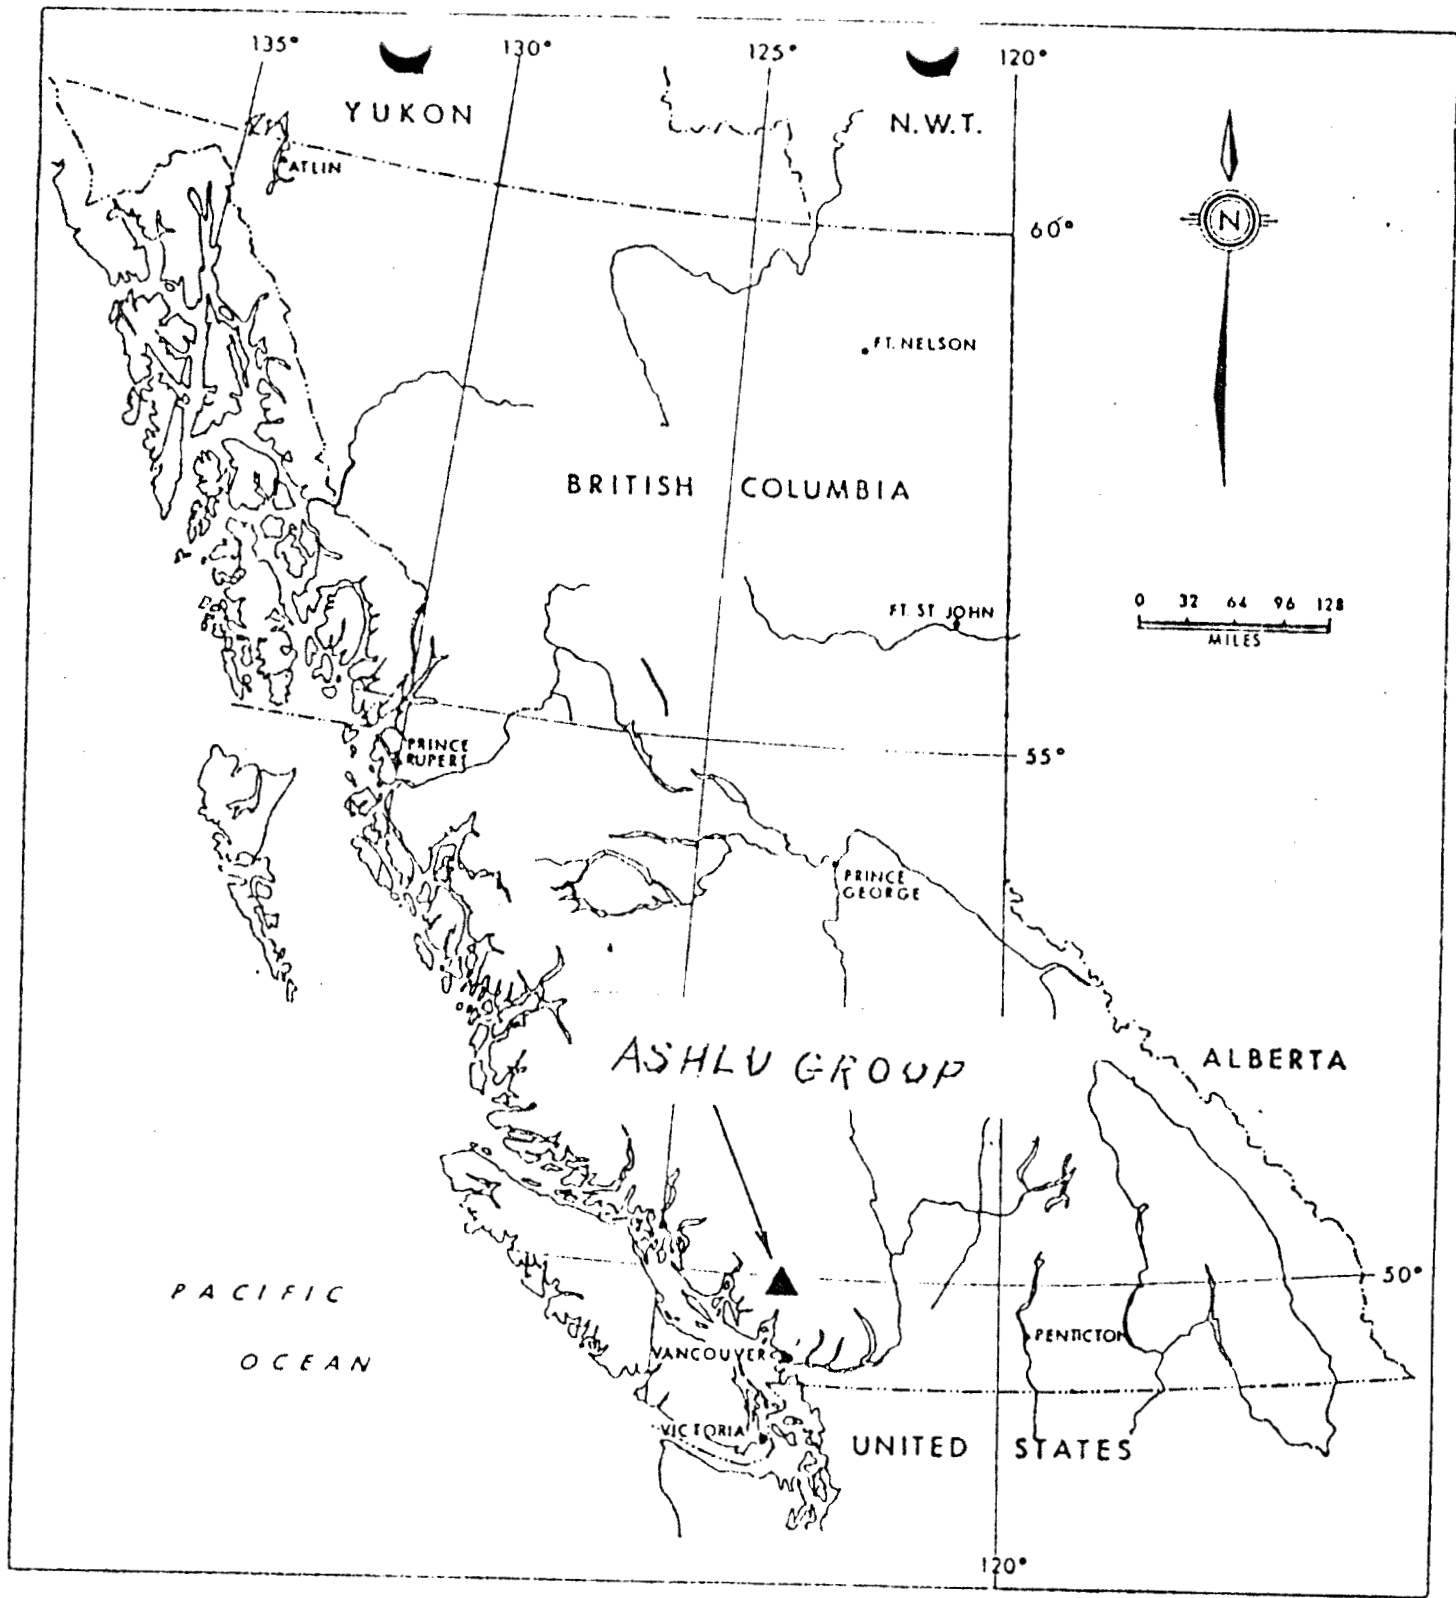 135° 130° 125° 120°
YUKON N.W.T.
ATLIN
N
60°
FT. NELSON
BRITISH COLUMBIA
0 32 64 96 128
MILES
FT. ST JOHN
PRINCE
RUPERT
55°
PRINCE
GEORGE
ASHLU GROUP
ALBERTA
PACIFIC
OCEAN
50°
PENTICTON
VANCOUVER
VICTORIA
UNITED STATES
120°